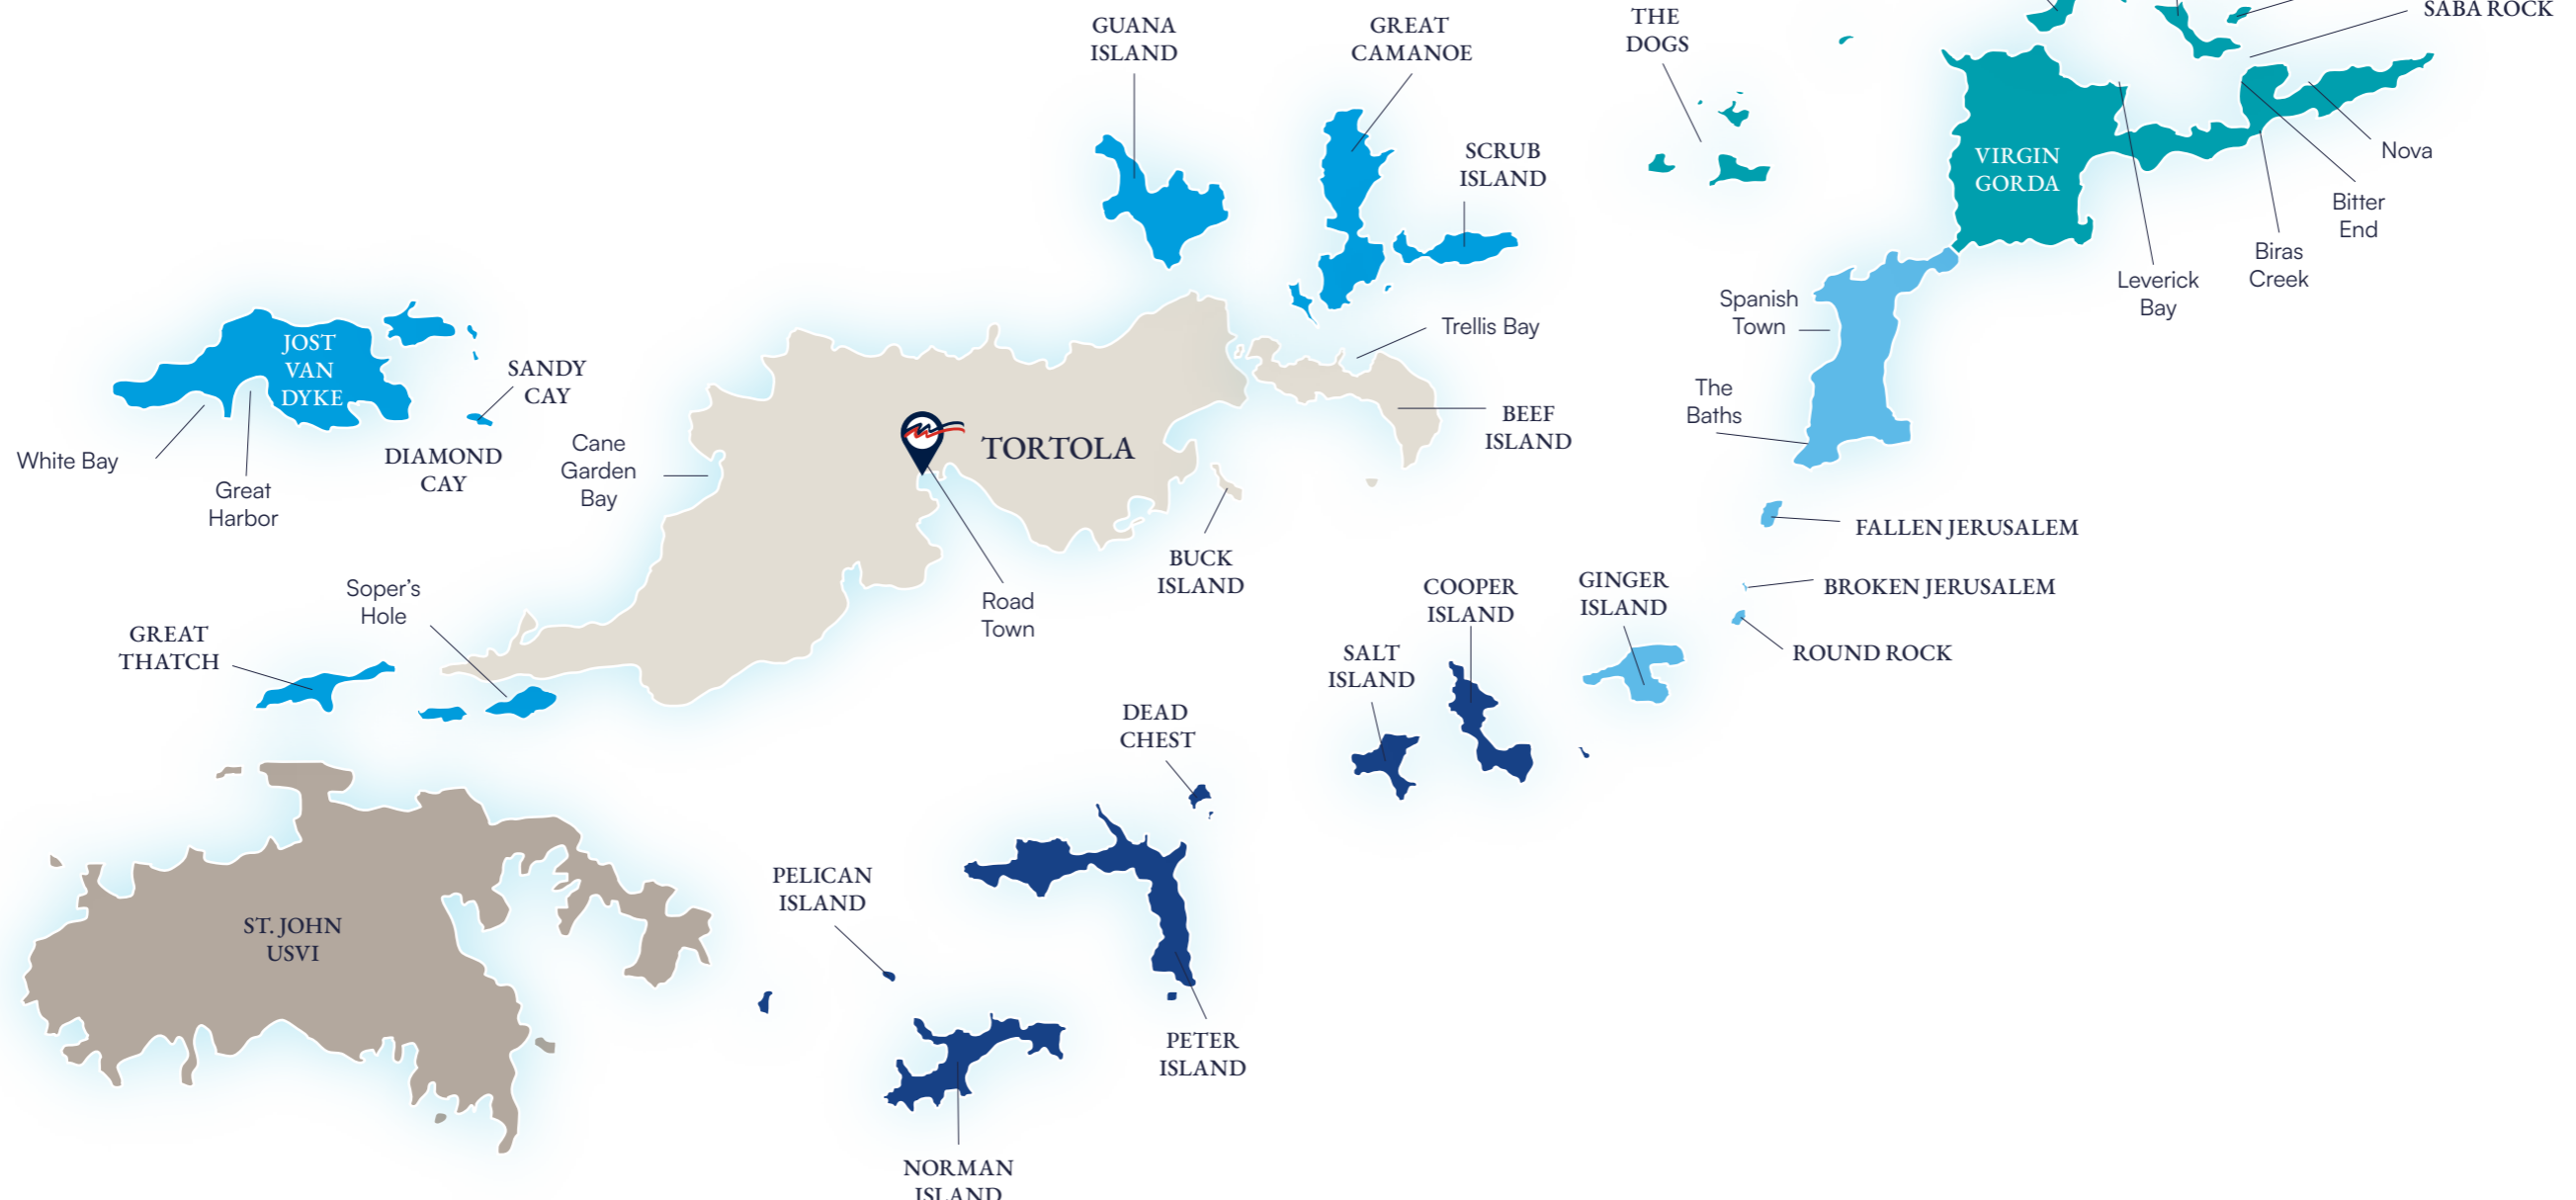 GUANA
ISLAND
GREAT
CAMANOE
THE
DOGS
SABA ROCK
SCRUB
ISLAND
VIRGIN
GORDA
Nova
Bitter
End
Biras
Creek
Leverick
Bay
Spanish
Town
Trellis Bay
JOST
VAN
DYKE
SANDY
CAY
The
Baths
BEEF
ISLAND
TORTOLA
White Bay
DIAMOND
CAY
Cane
Garden
Bay
Great
Harbor
FALLEN JERUSALEM
BUCK
ISLAND
Soper’s
Hole
Road
Town
COOPER
ISLAND
GINGER
ISLAND
BROKEN JERUSALEM
GREAT
THATCH
SALT
ISLAND
ROUND ROCK
DEAD
CHEST
PELICAN
ISLAND
ST. JOHN
USVI
PETER
ISLAND
NORMAN
ISLAND